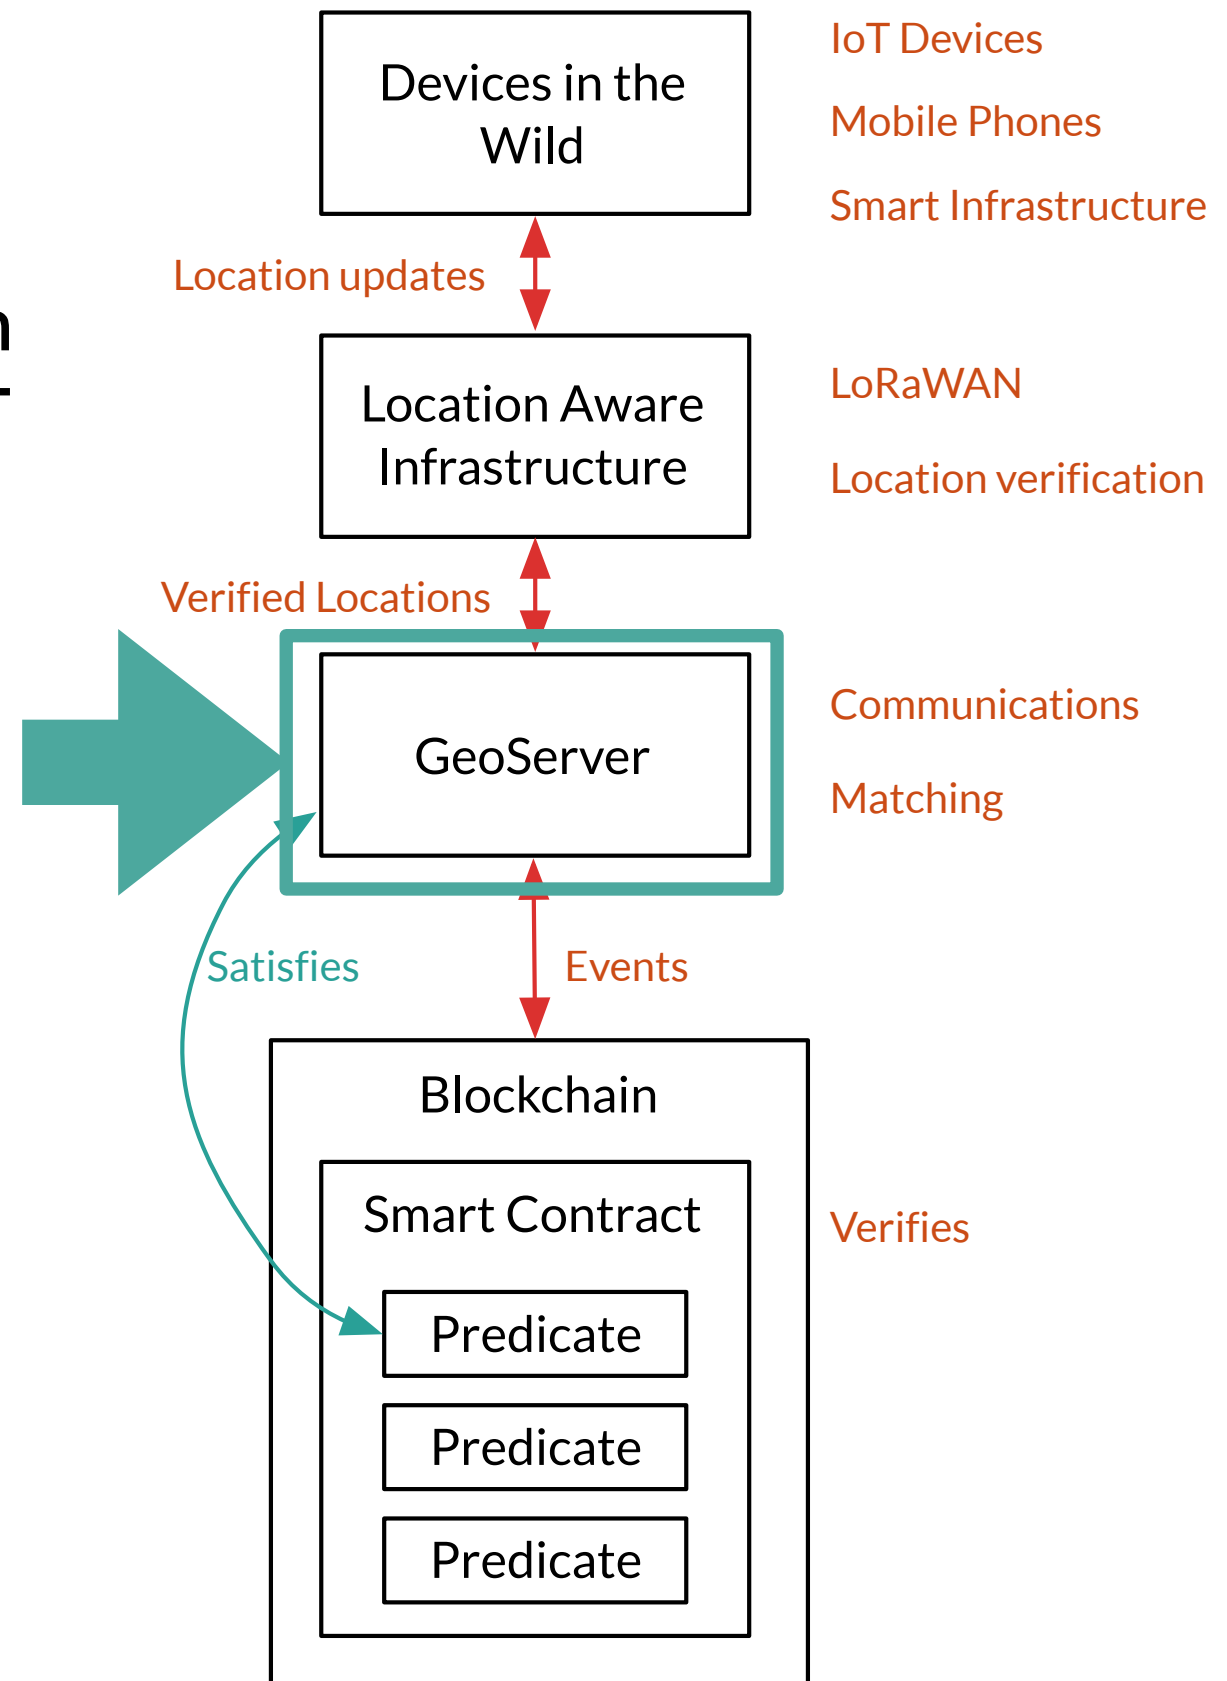 Devices in the
Wild
IoT Devices
Mobile Phones
Smart Infrastructure
Location updates
Location Aware
Infrastructure
LoRaWAN
Location verification
Verified Locations
GeoServer
Communications
Matching
Satisfies
Events
Blockchain
Smart Contract
Verifies
Predicate
Predicate
Predicate